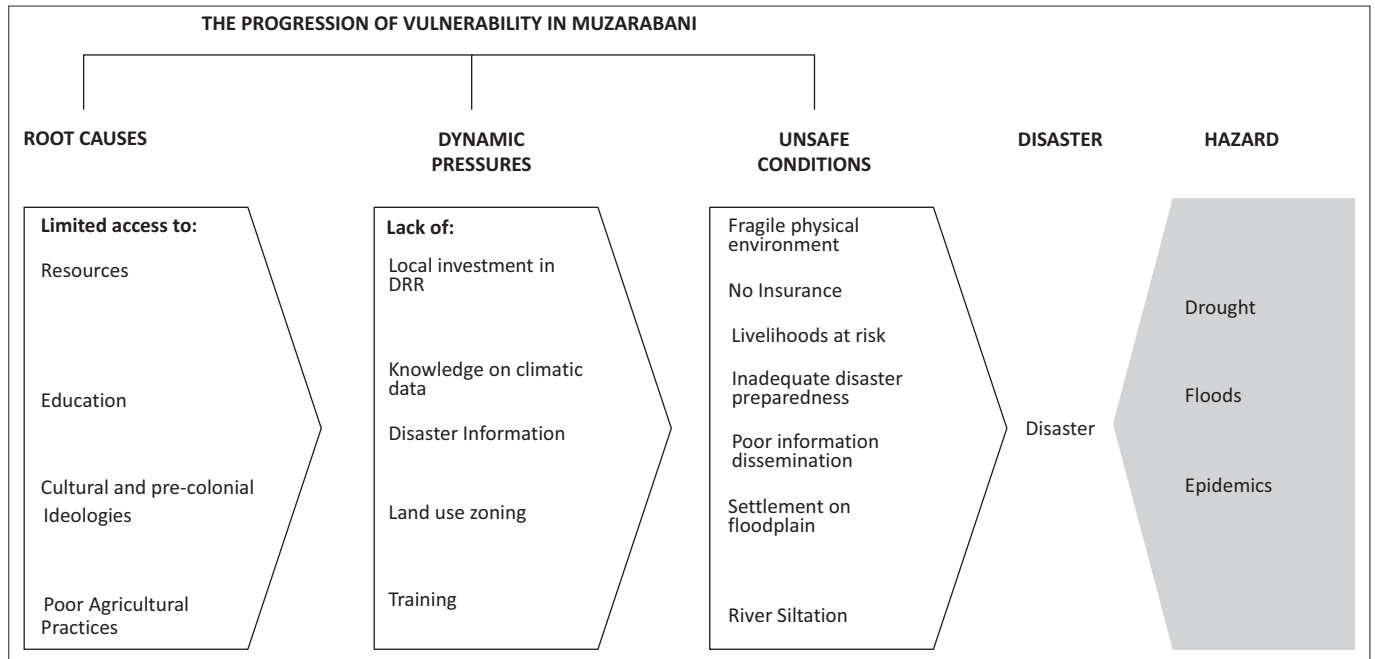 THE PROGRESSION OF VULNERABILITY IN MUZARABANI
ROOT CAUSES
DYNAMIC
PRESSURES
UNSAFE
CONDITIONS
DISASTER
HAZARD
Limited access to:
Resources
Education
Cultural and pre-colonial
Ideologies
Poor Agricultural
Practices
Lack of:
Local investment in
DRR
Knowledge on climatic
data
Disaster Information
Land use zoning
Training
Fragile physical
environment
No Insurance
Livelihoods at risk
Inadequate disaster
preparedness
Poor information
dissemination
Settlement on
floodplain
River Siltation
Disaster
Drought
Floods
Epidemics